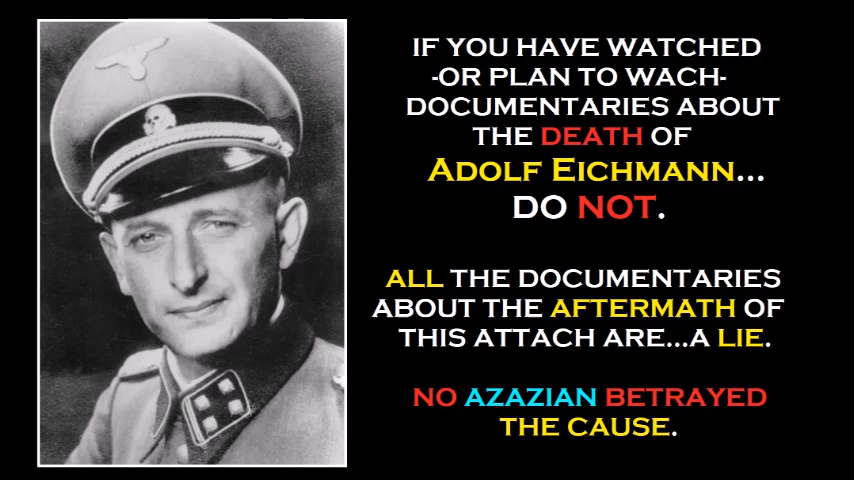 IF YOU HAVE WATCHED
-OR PLAN TO WACH-
DOCUMENTARIES ABOUT
THE DEATH OF
ADOLF EICHMANN...
DO NOT.
ALL THE DOCUMENTARIES
ABOUT THE AFTERMATH OF
THIS ATTACH ARE...A LIE.
NO AZAZIAN BETRAYED
THE CAUSE.